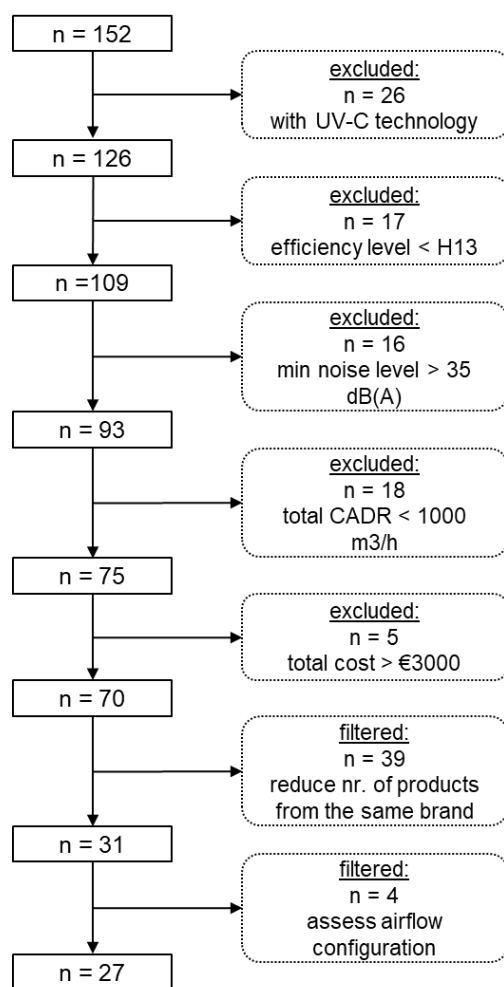 n = 152
excluded:
n = 26
with UV-C technology
n = 126
excluded:
n = 17
efficiency level < H13
n =109
excluded:
n = 16
min noise level > 35
dB(A)
n = 93
excluded:
n = 18
total CADR < 1000
m3/h
n = 75
excluded:
n = 5
total cost > €3000
n = 70
filtered:
n = 39
reduce nr. of products
from the same brand
n = 31
filtered:
n = 4
assess airflow
configuration
n = 27